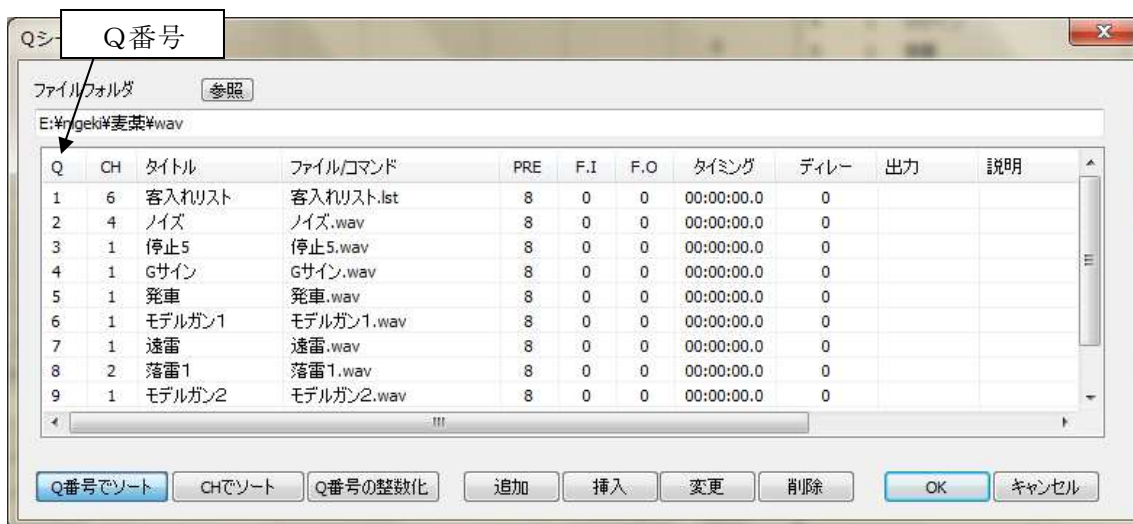 Qシー
Q番号
ファイルフォルダ 参照
E:¥nigeki¥麦藁¥wav
Q CH タイトル ファイル/コマンド PRE F.I F.O タイミング ディレー 出力 説明
1 6 客入れリスト 客入れリスト.lst 8 0 0 00:00:00.0 0
2 4 ノイズ ノイズ.wav 8 0 0 00:00:00.0 0
3 1 停止5 停止5.wav 8 0 0 00:00:00.0 0
4 1 Gサイン Gサイン.wav 8 0 0 00:00:00.0 0
5 1 発車 発車.wav 8 0 0 00:00:00.0 0
6 1 モデルガン1 モデルガン1.wav 8 0 0 00:00:00.0 0
7 1 遠雷 遠雷.wav 8 0 0 00:00:00.0 0
8 2 落雷1 落雷1.wav 8 0 0 00:00:00.0 0
9 1 モデルガン2 モデルガン2.wav 8 0 0 00:00:00.0 0
Q番号でソート CHでソート Q番号の整数化 追加 挿入 変更 削除 OK キャンセル